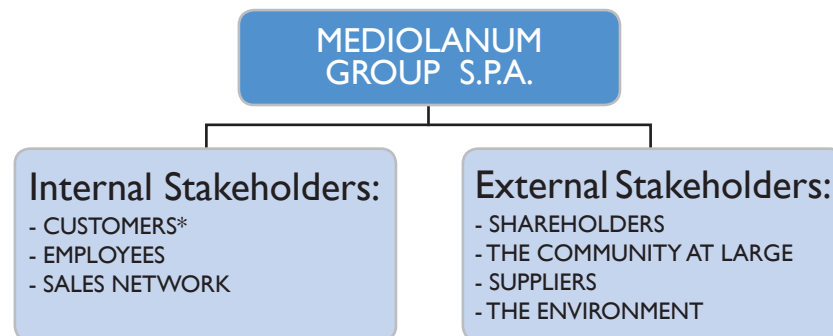 MEDIOLANUM
GROUP S.P.A.
Internal Stakeholders:
- CUSTOMERS*
- EMPLOYEES
- SALES NETWORK
External Stakeholders:
- SHAREHOLDERS
- THE COMMUNITY AT LARGE
- SUPPLIERS
- THE ENVIRONMENT